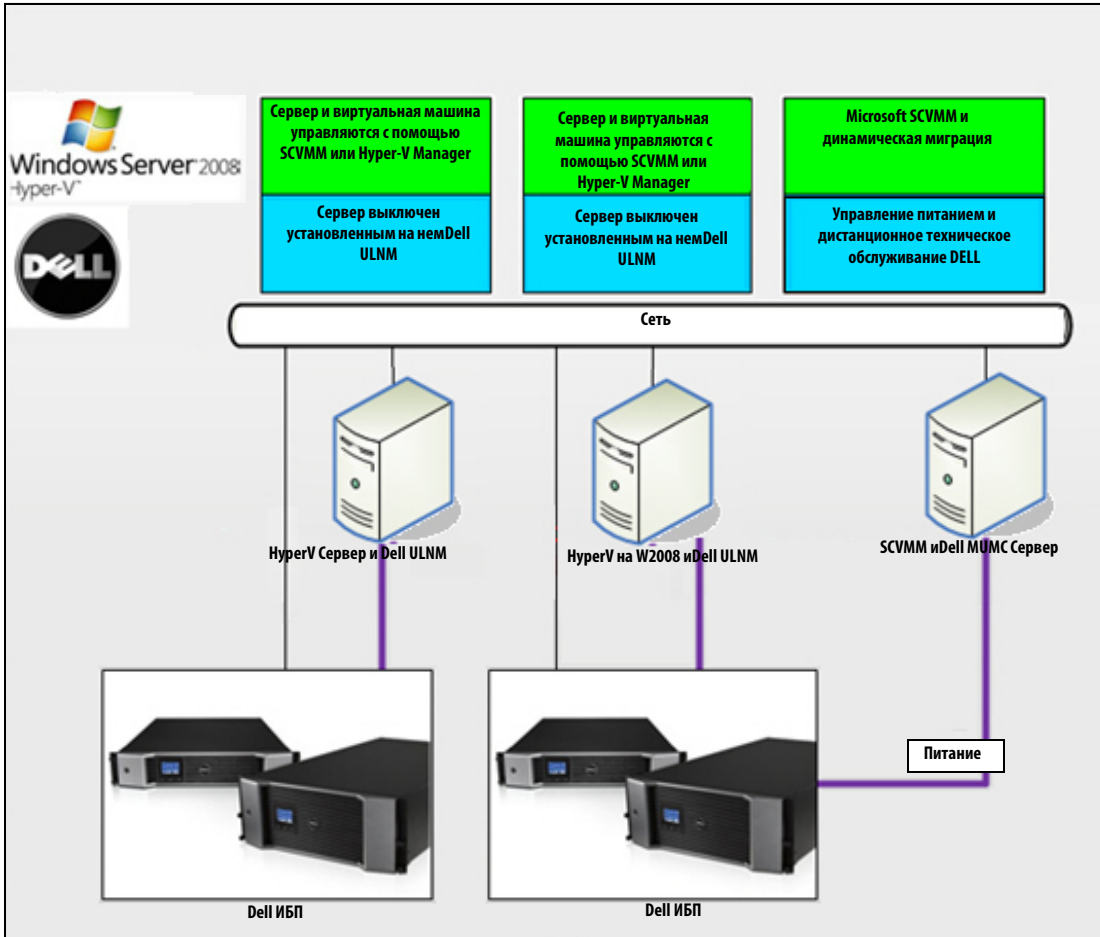 Windows Server 2008
Hyper-V
DELL
Сервер и виртуальная машина
управляются с помощью
SCVMM или Hyper-V Manager
Сервер выключен
установленным на немDell
ULNM
Сервер и виртуальная
машина управляются с
помощью SCVMM или
Hyper-V Manager
Сервер выключен
установленным на немDell
ULNM
Microsoft SCVMM и
динамическая миграция
Управление питанием и
дистанционное техническое
обслуживание DELL
Сеть
HyperV Сервер и Dell ULNM
HyperV на W2008 иDell ULNM
SCVMM иDell MUMC Сервер
Питание
Dell ИБП
Dell ИБП